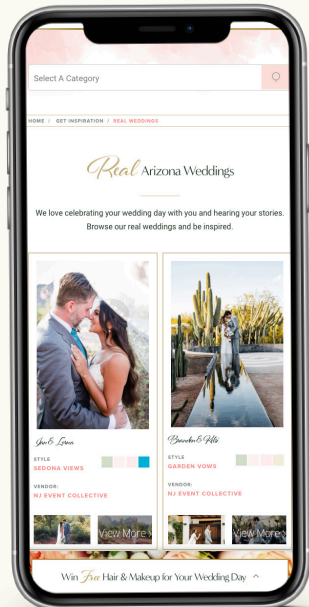 Select A Category
HOME / GET INSPIRATION / REAL WEDDINGS
Real Arizona Weddings
We love celebrating your wedding day with you and hearing your stories.
Browse our real weddings and be inspired.
STYLE
SEDONA VIEWS
VENDOR:
NJ EVENT COLLECTIVE
View More >
STYLE
GARDEN VOWS
VENDOR:
NJ EVENT COLLECTIVE
View More >
Win Free Hair & Makeup for Your Wedding Day